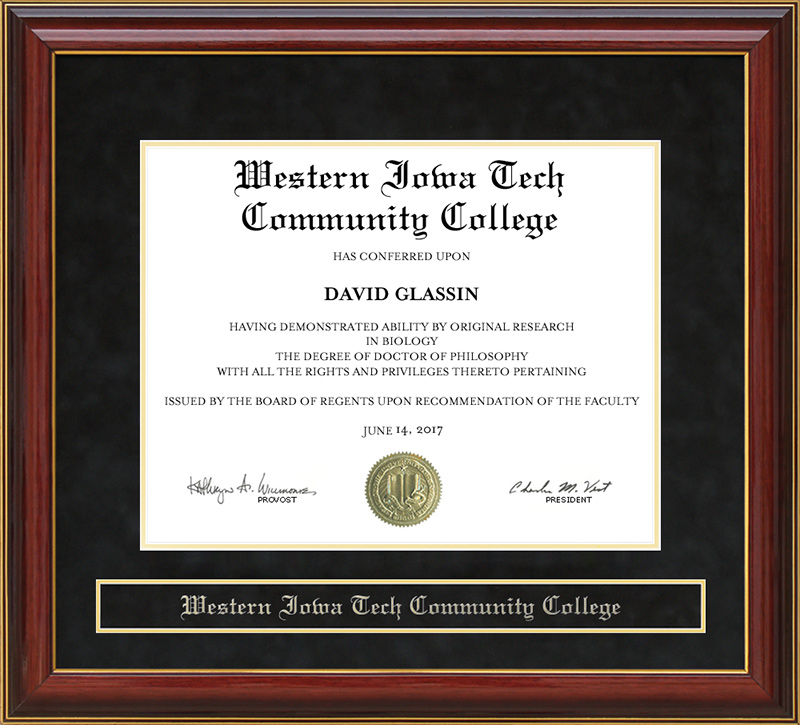 Western Iowa Tech
Community College
HAS CONFERRED UPON
DAVID GLASSIN
HAVING DEMONSTRATED ABILITY BY ORIGINAL RESEARCH
IN BIOLOGY
THE DEGREE OF DOCTOR OF PHILOSOPHY
WITH ALL THE RIGHTS AND PRIVILEGES THERETO PERTAINING
ISSUED BY THE BOARD OF REGENTS UPON RECOMMENDATION OF THE FACULTY
JUNE 14, 2017
Charles M. Vest
PROVOST
PRESIDENT
Western Iowa Tech Community College